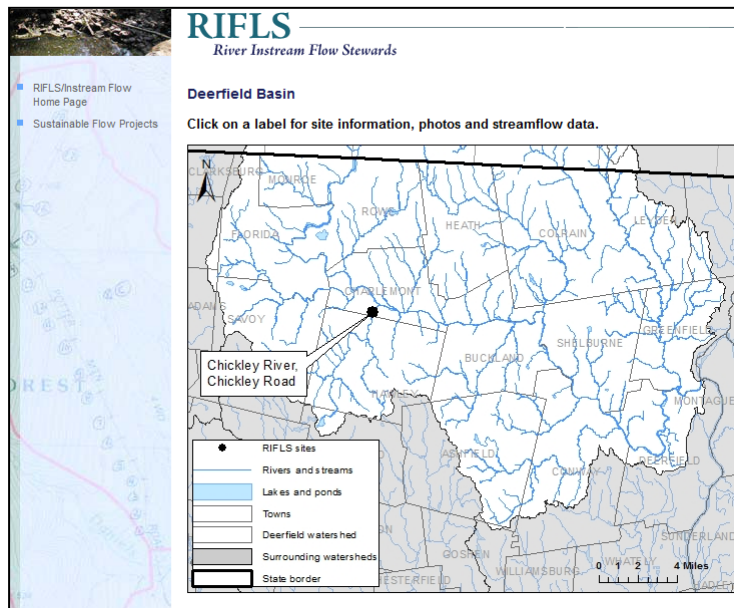 RIFLS
River Instream Flow Stewards
RIFLS/Instream Flow
Home Page
Sustainable Flow Projects
Deerfield Basin
Click on a label for site information, photos and streamflow data.
N
CLARKSBURG
MONROE
ROWE
HEATH
COLRAIN
LEYDEN
FLORIDA
CHARLEMONT
ADAMS
SAVOY
GREENFIELD
SHELBURNE
BUCKLAND
Chickley River,
Chickley Road
HAWLEY
MONTAGUE
ASHFIELD
CONWAY
DEERFIELD
RIFLS sites
Rivers and streams
Lakes and ponds
Towns
Deerfield watershed
Surrounding watersheds
State border
SUNDERLAND
GOSHEN
WHATELY
WILLIAMSBURG
HESTERFIELD
0 1 2 4 Miles
OREST